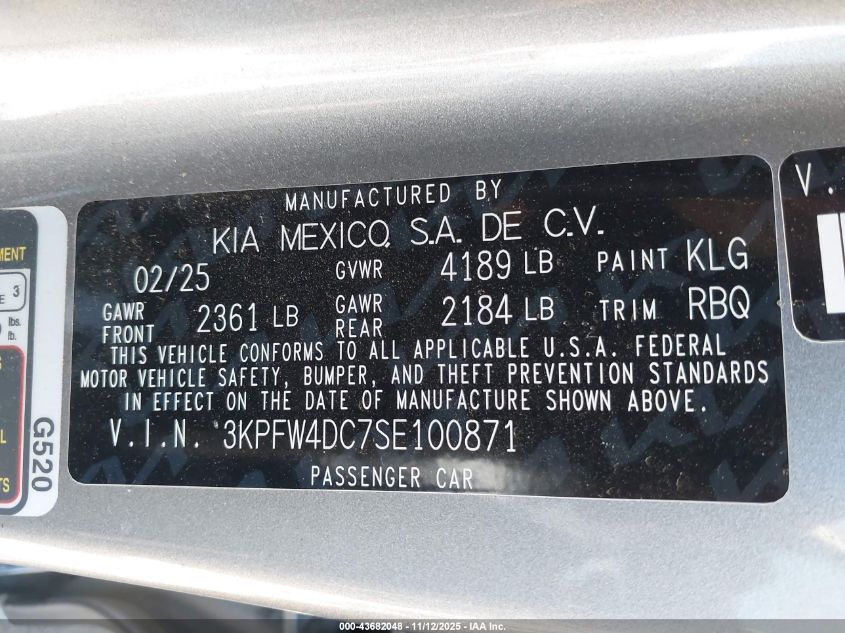 MANUFACTURED BY
KIA MEXICO, S.A. DE C.V.
02/25 GVWR 4189 LB PAINT KLG
GAWR FRONT 2361 LB GAWR REAR 2184 LB TRIM RBQ
THIS VEHICLE CONFORMS TO ALL APPLICABLE U.S.A. FEDERAL
MOTOR VEHICLE SAFETY, BUMPER, AND THEFT PREVENTION STANDARDS
IN EFFECT ON THE DATE OF MANUFACTURE SHOWN ABOVE.
V.I.N. 3KPFW4DC7SE100871
PASSENGER CAR
3
lbs.
lb.
G520
V.
000-43682048 - 11/12/2025 - IAA Inc.